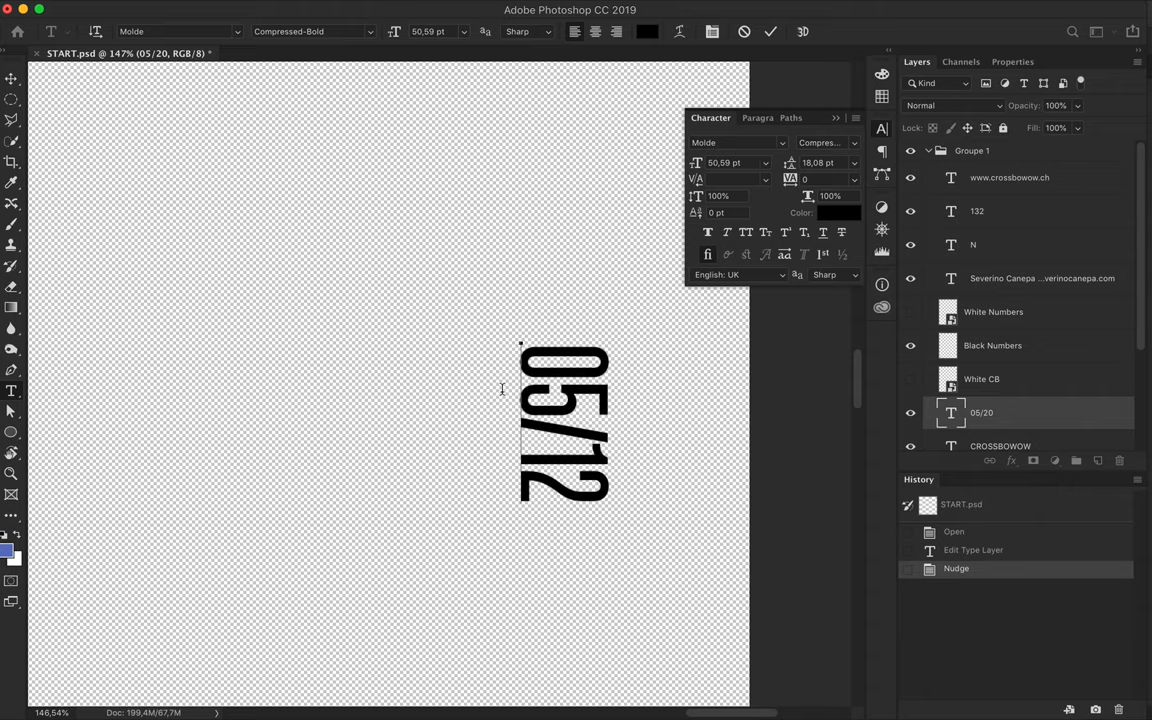 Adobe Photoshop CC 2019
Molde
Compressed-Bold
50,59 pt
Sharp
3D
START.psd @ 147% (05/20, RGB/8) *
Layers
Channels
Properties
Kind
Normal
Opacity: 100%
Lock:
Fill: 100%
Groupe 1
www.crossbowow.ch
132
N
Severino Canepa ...verinocanepa.com
White Numbers
Black Numbers
White CB
05/20
CROSSBOWOW
Character
Paragra
Paths
Molde
Compres...
50,59 pt
18,08 pt
0
100%
100%
0 pt
Color:
English: UK
Sharp
05/12
History
START.psd
Open
Edit Type Layer
Nudge
146,54%
Doc: 199,4M/67,7M